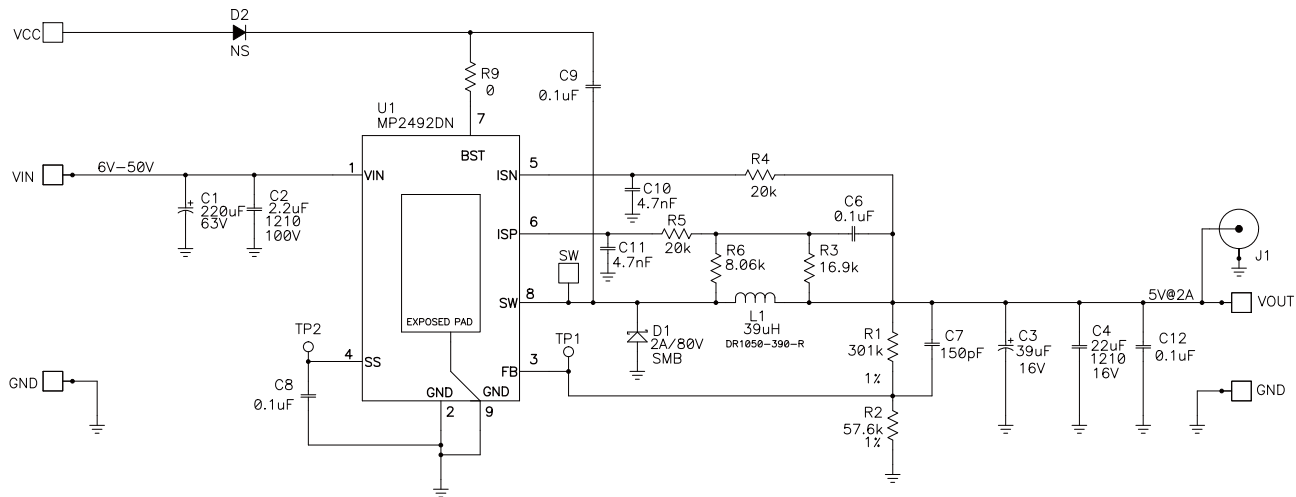 D2
VCC
NS
R9
0
C9
0.1uF
U1
MP2492DN
7
BST
VIN
6V-50V
1
VIN
C1
220uF
63V
C2
2.2uF
1210
100V
ISN
5
C10
4.7nF
R4
20k
ISP
6
C11
4.7nF
R5
20k
C6
0.1uF
R6
8.06k
R3
16.9k
J1
SW
SW
8
EXPOSED PAD
L1
39uH
DR1050-390-R
D1
2A/80V
SMB
5V@2A
VOUT
TP2
4
SS
C8
0.1uF
GND
TP1
FB
3
GND
2
GND
9
R1
301k
1%
C7
150pF
C3
39uF
16V
C4
22uF
1210
16V
C12
0.1uF
R2
57.6k
1%
GND